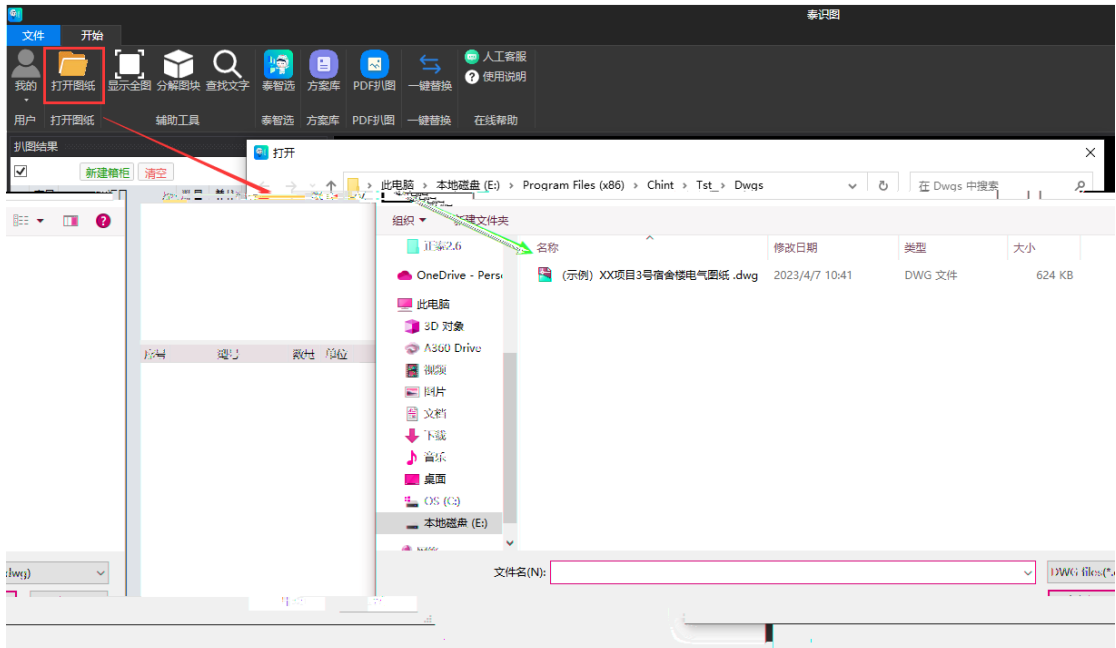 泰识图
文件 开始
我的 打开图纸 显示全图 分解图块 查找文字 泰智选 方案库 PDF扒图 一键替换 人工客服
使用说明
用户 打开图纸 辅助工具 泰智选 方案库 PDF扒图 一键替换 在线帮助
扒图结果
打开
新建箱柜 清空
此电脑 › 本地磁盘 (E:) › Program Files (x86) › Chint › Tst_ › Dwgs
在 Dwgs 中搜索
组织 新建文件夹
正泰2.6
名称 修改日期 类型 大小
OneDrive - Perso
(示例) XX项目3号宿舍楼电气图纸 .dwg 2023/4/7 10:41 DWG 文件 624 KB
此电脑
3D 对象
A360 Drive
序号 型号 数量 单位
视频
图片
文档
下载
音乐
桌面
OS (C:)
本地磁盘 (E:)
dwg)
文件名(N):
DWG files(*.